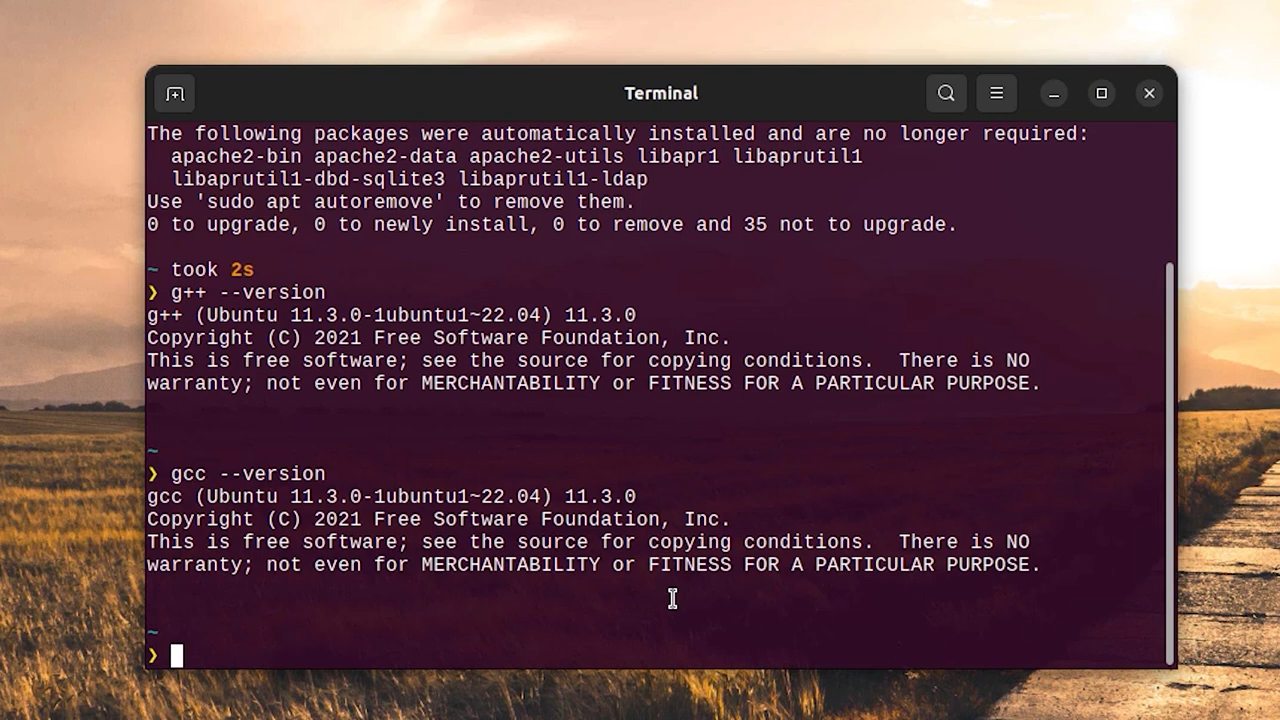 Terminal
The following packages were automatically installed and are no longer required:
  apache2-bin apache2-data apache2-utils libapr1 libaprutil1
  libaprutil1-dbd-sqlite3 libaprutil1-ldap
Use 'sudo apt autoremove' to remove them.
0 to upgrade, 0 to newly install, 0 to remove and 35 not to upgrade.
~ took 2s
❯ g++ --version
g++ (Ubuntu 11.3.0-1ubuntu1~22.04) 11.3.0
Copyright (C) 2021 Free Software Foundation, Inc.
This is free software; see the source for copying conditions.  There is NO
warranty; not even for MERCHANTABILITY or FITNESS FOR A PARTICULAR PURPOSE.
~
❯ gcc --version
gcc (Ubuntu 11.3.0-1ubuntu1~22.04) 11.3.0
Copyright (C) 2021 Free Software Foundation, Inc.
This is free software; see the source for copying conditions.  There is NO
warranty; not even for MERCHANTABILITY or FITNESS FOR A PARTICULAR PURPOSE.
~
❯